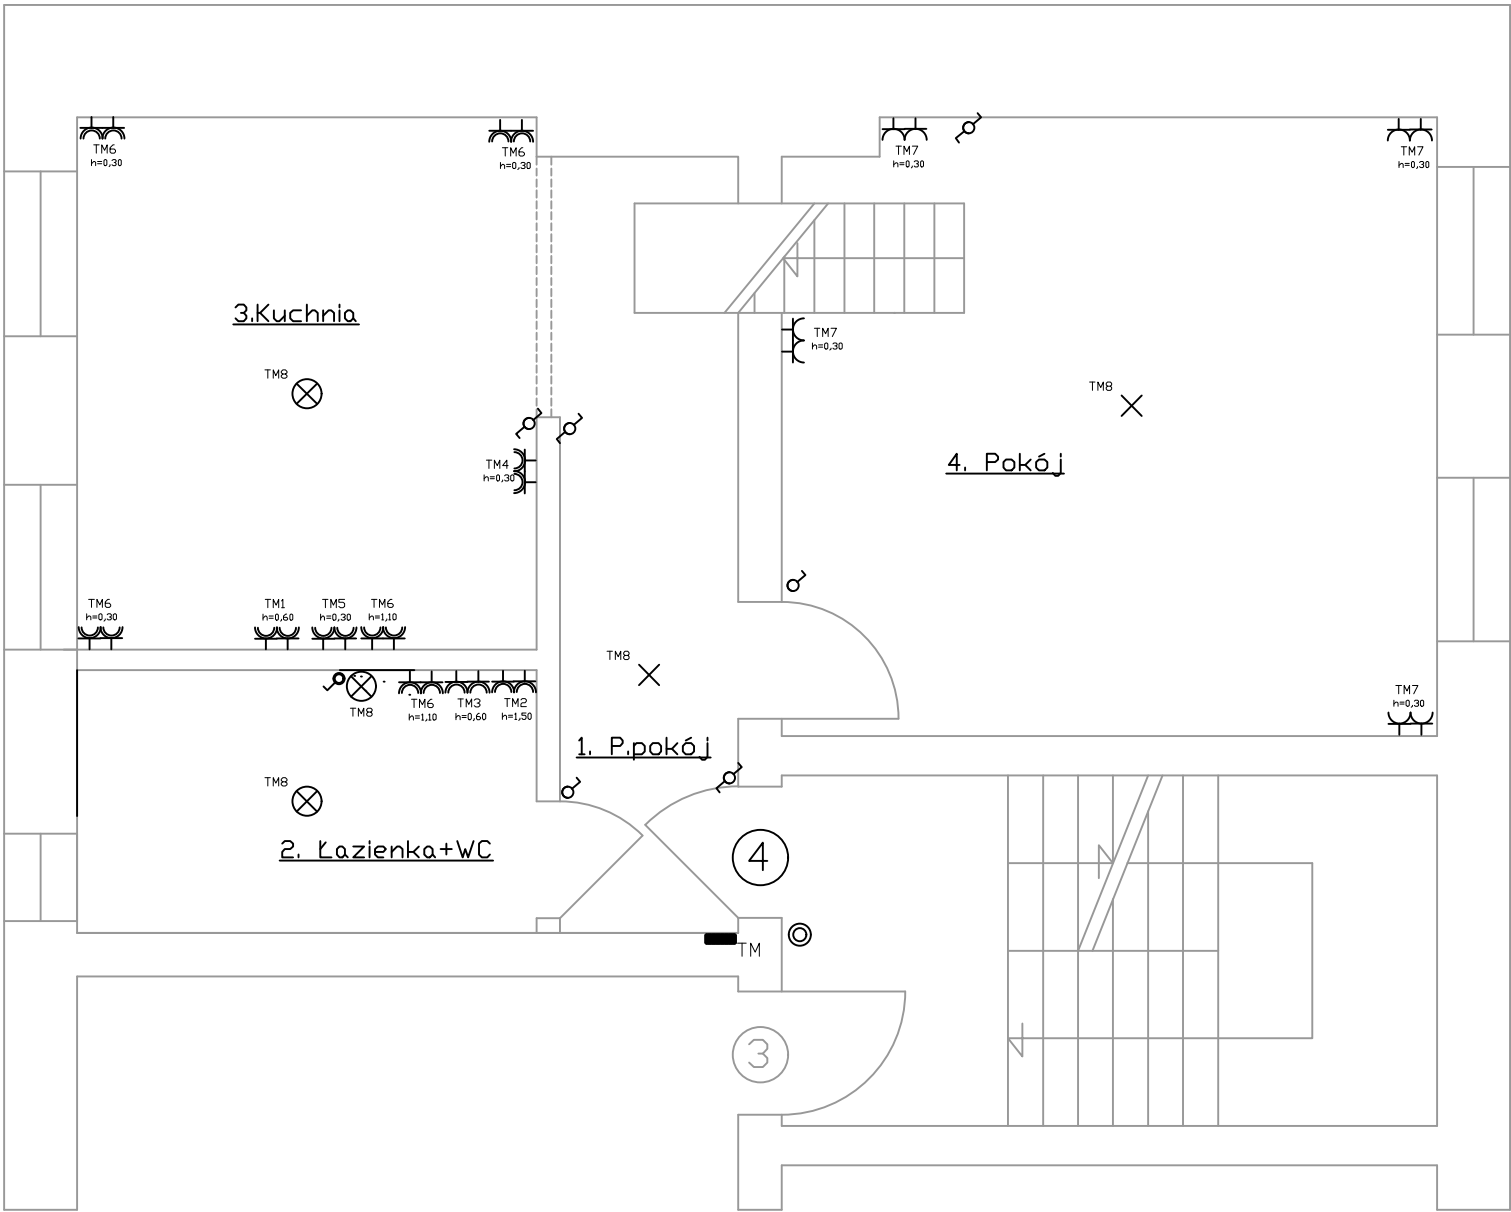 TM6
h=0,30
TM6
h=0,30
TM7
h=0,30
TM7
h=0,30
3.Kuchnia
TM7
h=0,30
TM8
TM8
4. Pokój
TM4
h=0,30
TM6
h=0,30
TM1
h=0,60
TM5
h=0,30
TM6
h=1,10
TM8
TM8
TM6
h=1,10
TM3
h=0,60
TM2
h=1,50
TM7
h=0,30
1. P.pokój
TM8
2. Łazienka+WC
4
TM
3